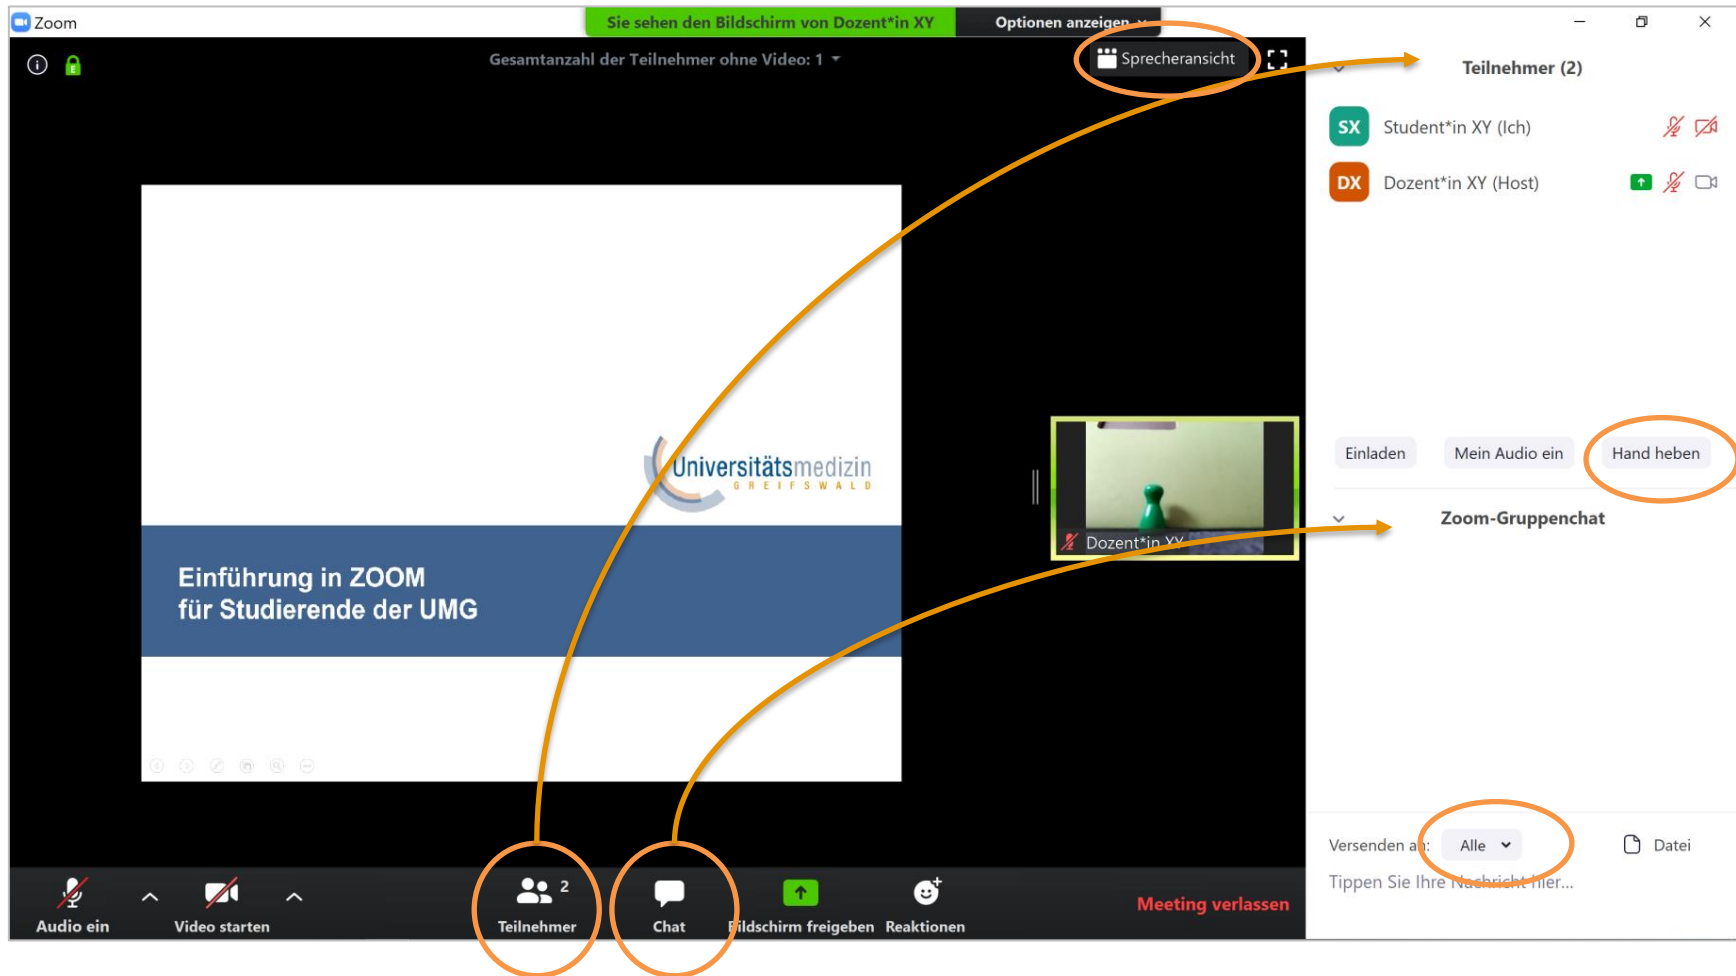 Zoom
Sie sehen den Bildschirm von Dozent*in XY
Optionen anzeigen
Gesamtanzahl der Teilnehmer ohne Video: 1
Sprecheransicht
Teilnehmer (2)
SX Student*in XY (Ich)
DX Dozent*in XY (Host)
Universitätsmedizin
GREIFSWALD
Einführung in ZOOM
für Studierende der UMG
Dozent*in XY
Einladen Mein Audio ein Hand heben
Zoom-Gruppenchat
Versenden an: Alle Datei
Tippen Sie Ihre Nachricht hier...
2
Audio ein Video starten Teilnehmer Chat Bildschirm freigeben Reaktionen
Meeting verlassen